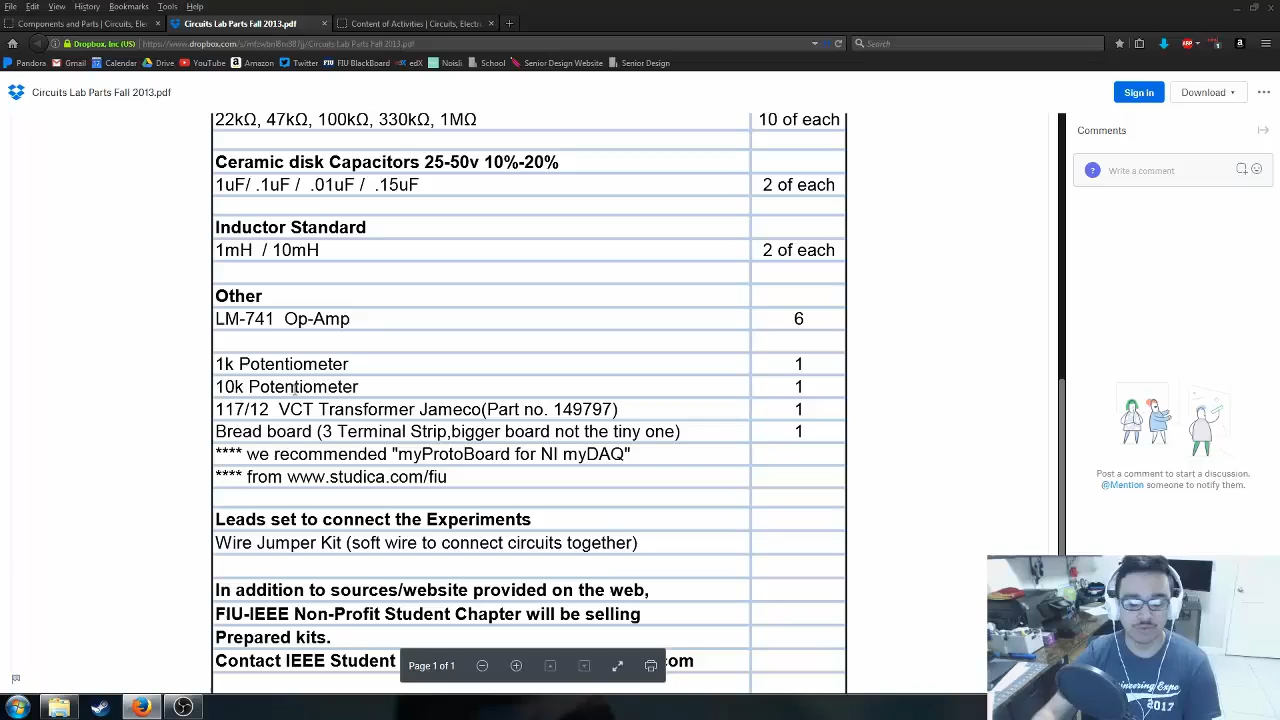 File Edit View History Bookmarks Tools Help
Components and Parts | Circuits, Ele
Circuits Lab Parts Fall 2013.pdf
Content of Activities | Circuits, Electr
Dropbox, Inc (US)
Search
Pandora Gmail Calendar Drive YouTube Amazon Twitter FIU BlackBoard edX Noisli School Senior Design Website Senior Design
Circuits Lab Parts Fall 2013.pdf
Sign in
Download
22kΩ, 47kΩ, 100kΩ, 330kΩ, 1MΩ 10 of each
Ceramic disk Capacitors 25-50v 10%-20%
1uF/ .1uF / .01uF / .15uF 2 of each
Inductor Standard
1mH / 10mH 2 of each
Other
LM-741 Op-Amp 6
1k Potentiometer 1
10k Potentiometer 1
117/12 VCT Transformer Jameco(Part no. 149797) 1
Bread board (3 Terminal Strip,bigger board not the tiny one) 1
**** we recommended "myProtoBoard for NI myDAQ"
**** from www.studica.com/fiu
Leads set to connect the Experiments
Wire Jumper Kit (soft wire to connect circuits together)
In addition to sources/website provided on the web,
FIU-IEEE Non-Profit Student Chapter will be selling
Prepared kits.
Contact IEEE Student
om
Page 1 of 1
Comments
Write a comment
Post a comment to start a discussion.
@Mention someone to notify them.
Engineering Expo
2017